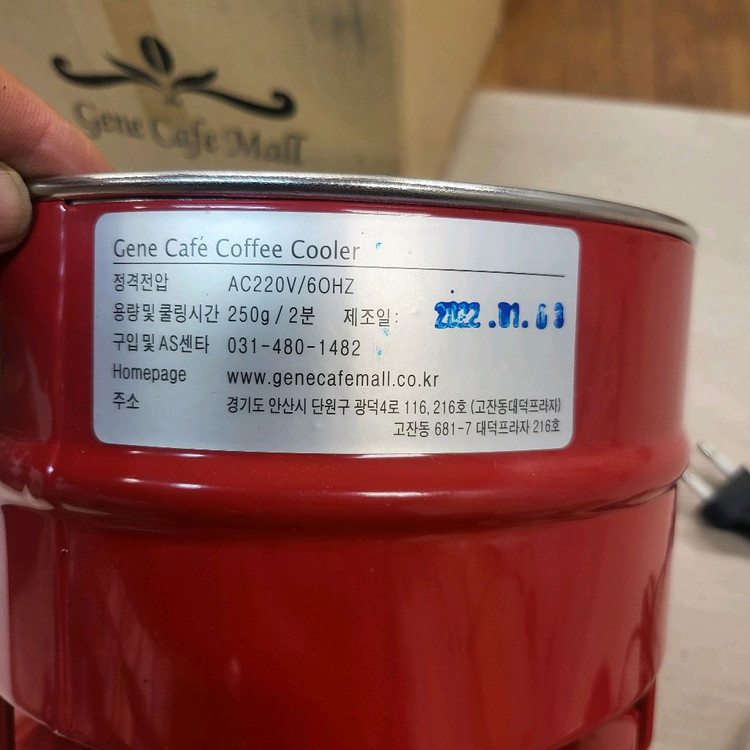 Gene Cafe Mall
Gene Café Coffee Cooler
정격전압 AC220V/60HZ
용량 및 쿨링시간 250g / 2분 제조일 : 2022.01.03
구입 및 AS센타 031-480-1482
Homepage www.genecafemall.co.kr
주소 경기도 안산시 단원구 광덕4로 116, 216호 (고잔동대덕프라자)
고잔동 681-7 대덕프라자 216호